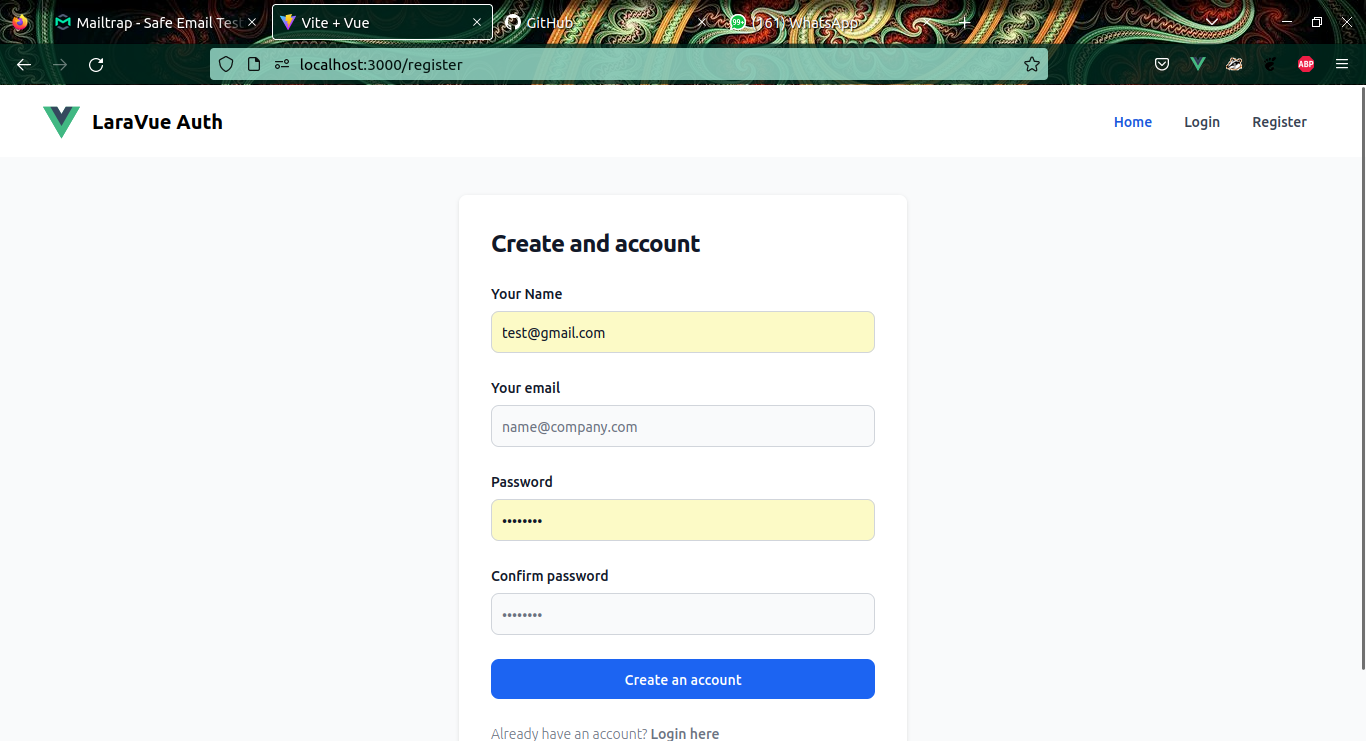 Mailtrap - Safe Email Test
Vite + Vue
GitHub
99+ (161) WhatsApp
localhost:3000/register
ABP
LaraVue Auth
Home Login Register
Create and account
Your Name
test@gmail.com
Your email
name@company.com
Password
••••••••
Confirm password
••••••••
Create an account
Already have an account? Login here